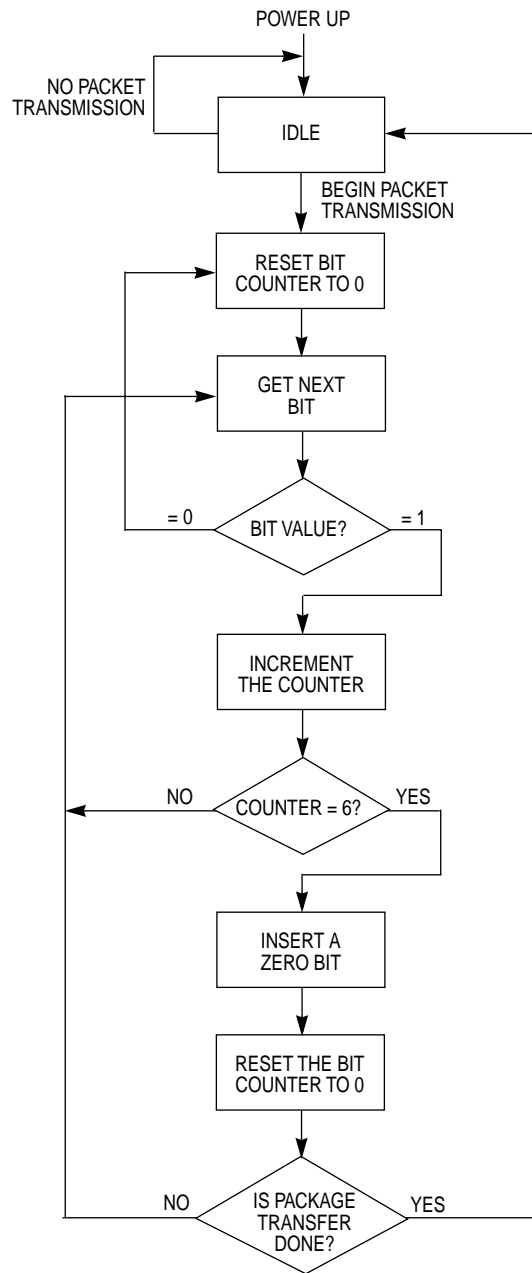 POWER UP
NO PACKET
TRANSMISSION
IDLE
BEGIN PACKET
TRANSMISSION
RESET BIT
COUNTER TO 0
GET NEXT
BIT
= 0
BIT VALUE?
= 1
INCREMENT
THE COUNTER
NO
COUNTER = 6?
YES
INSERT A
ZERO BIT
RESET THE BIT
COUNTER TO 0
NO
IS PACKAGE
TRANSFER
DONE?
YES